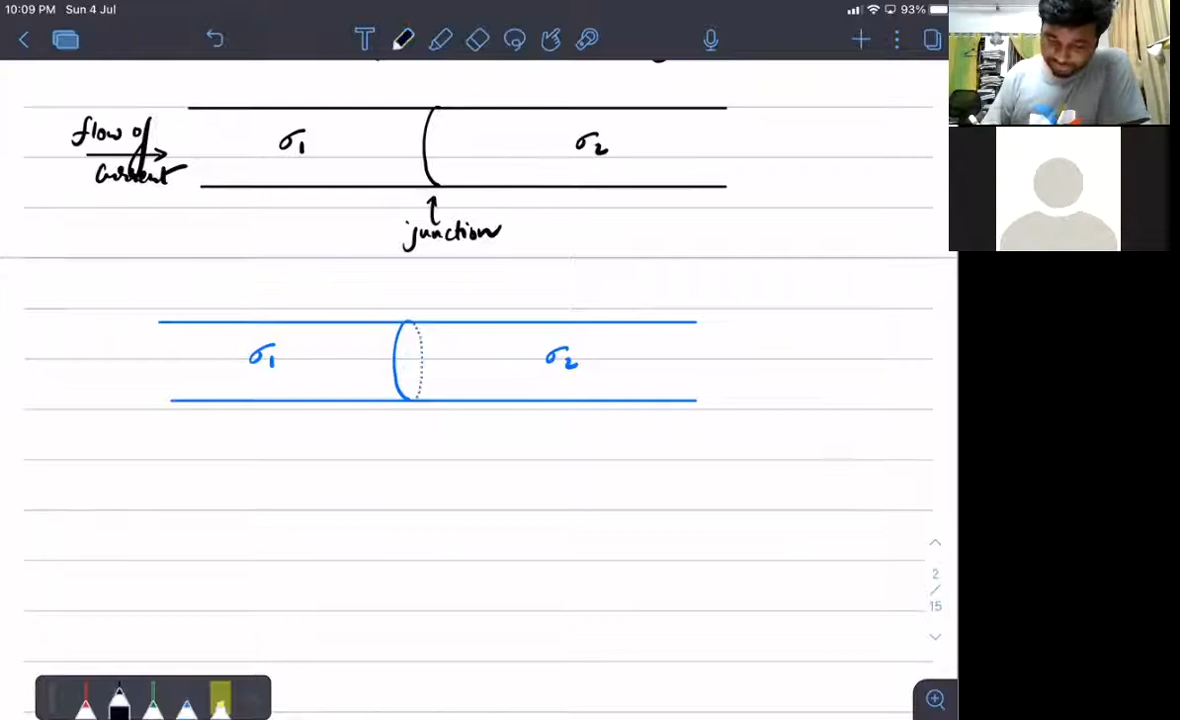 10:09 PM Sun 4 Jul 93%
T
flow of
current
σ1 σ2
junction
σ1 σ2
2
/
15